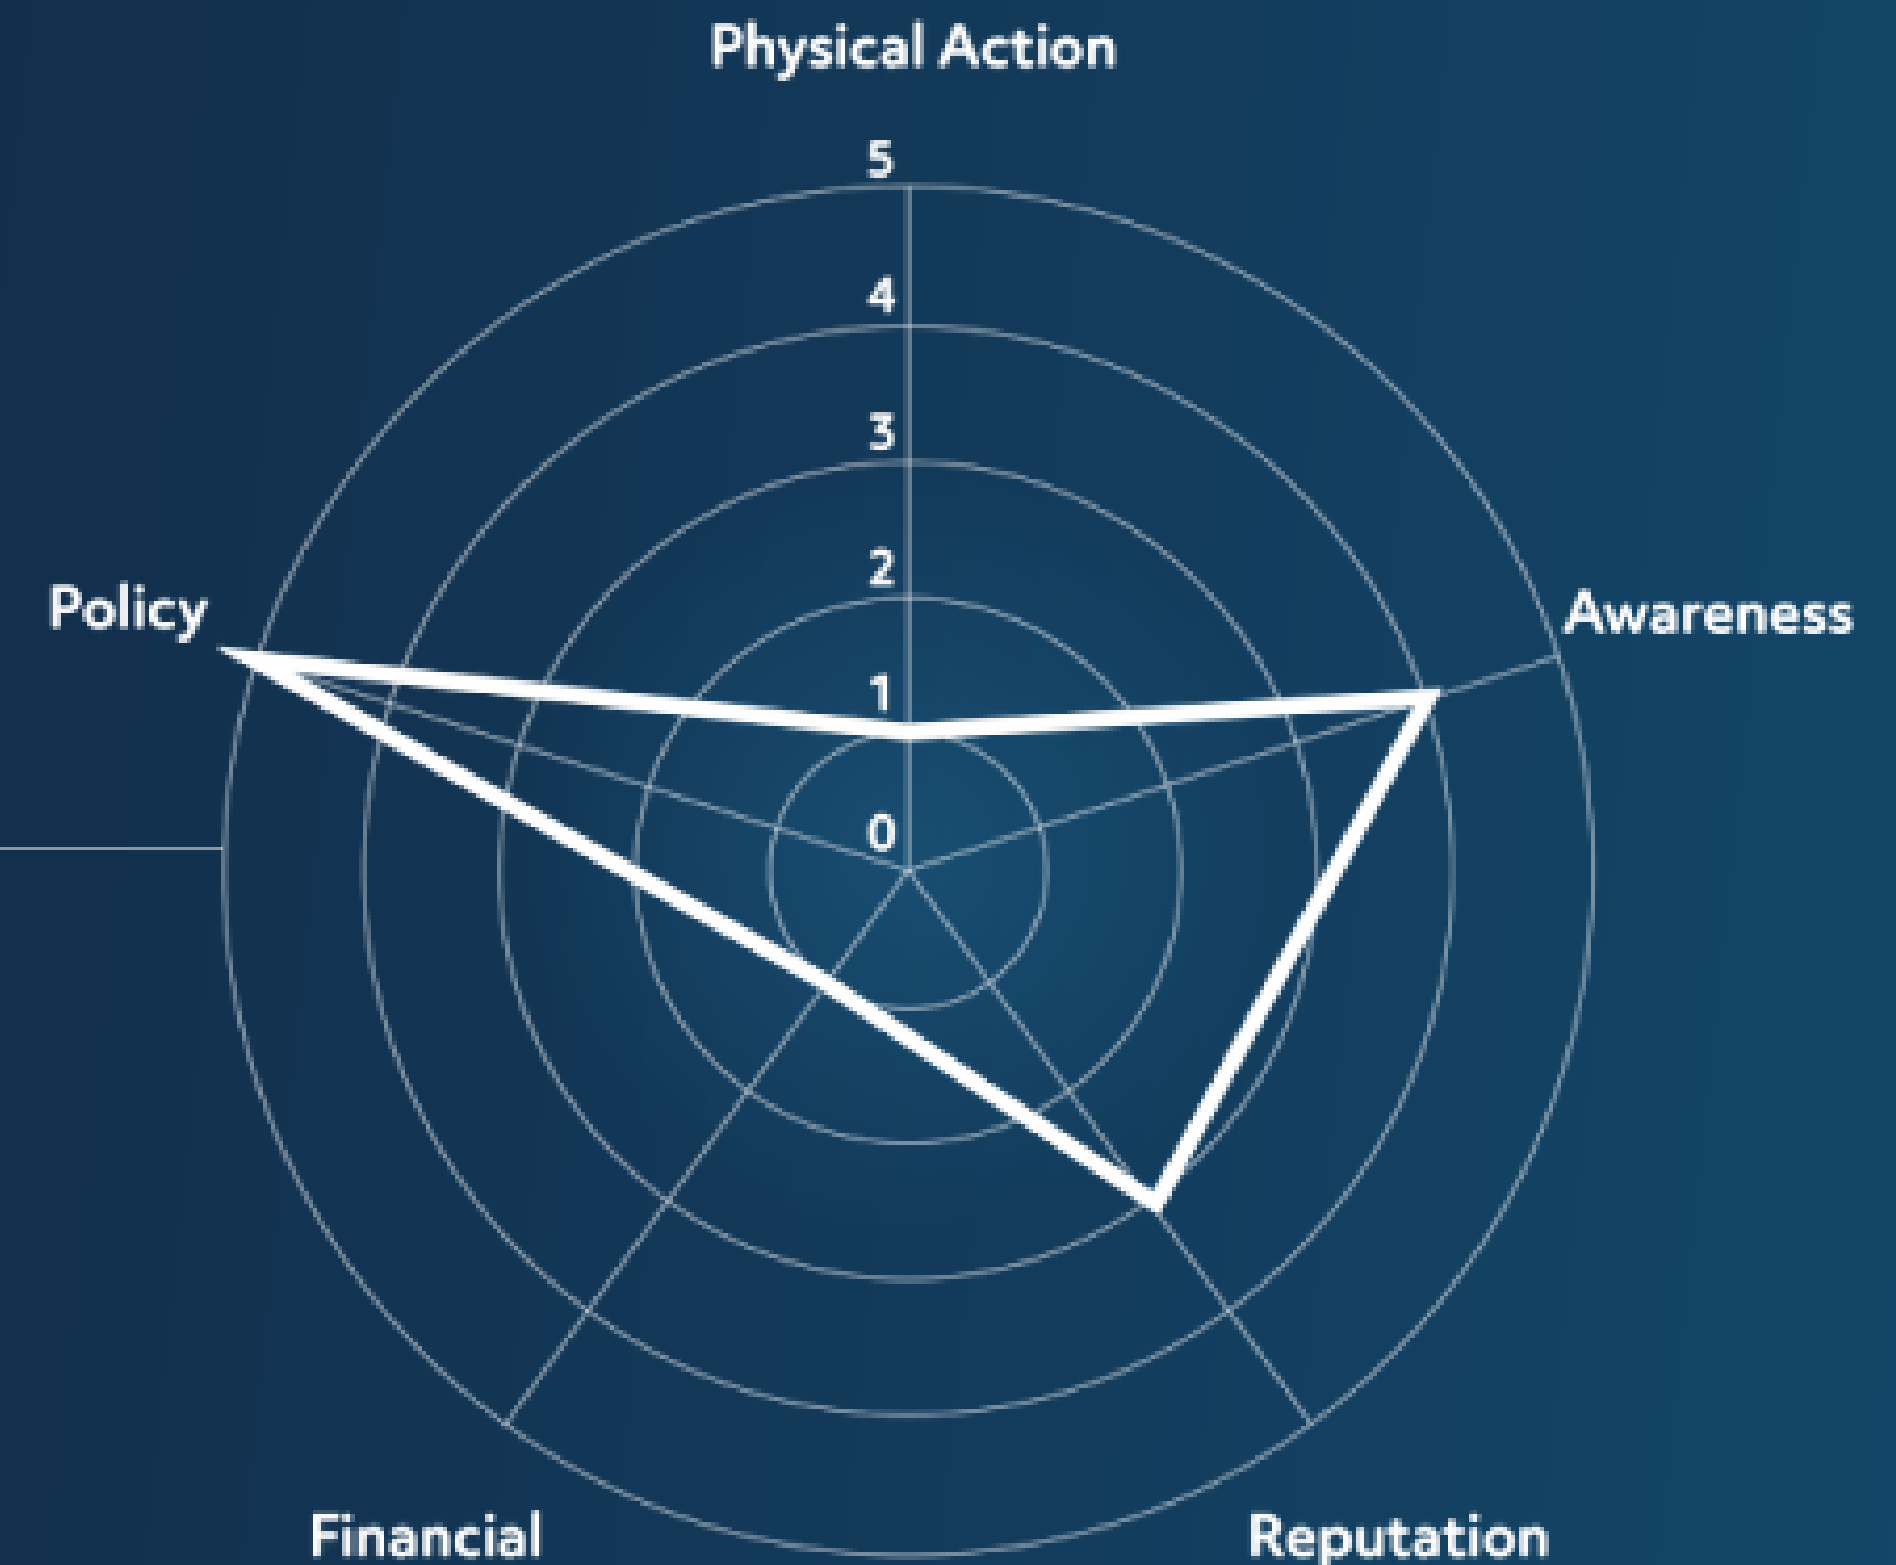 Physical Action
5
4
3
2
1
0
Policy
Awareness
Financial
Reputation